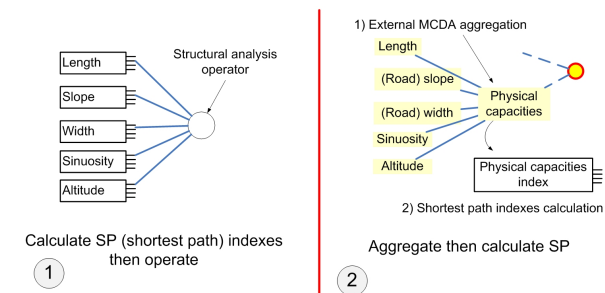 Length
Slope
Width
Sinuosity
Altitude
Structural analysis
operator
Calculate SP (shortest path) indexes
then operate
1
1) External MCDA aggregation
Length
(Road) slope
(Road) width
Sinuosity
Altitude
Physical
capacities
Physical capacities
index
2) Shortest path indexes calculation
Aggregate then calculate SP
2